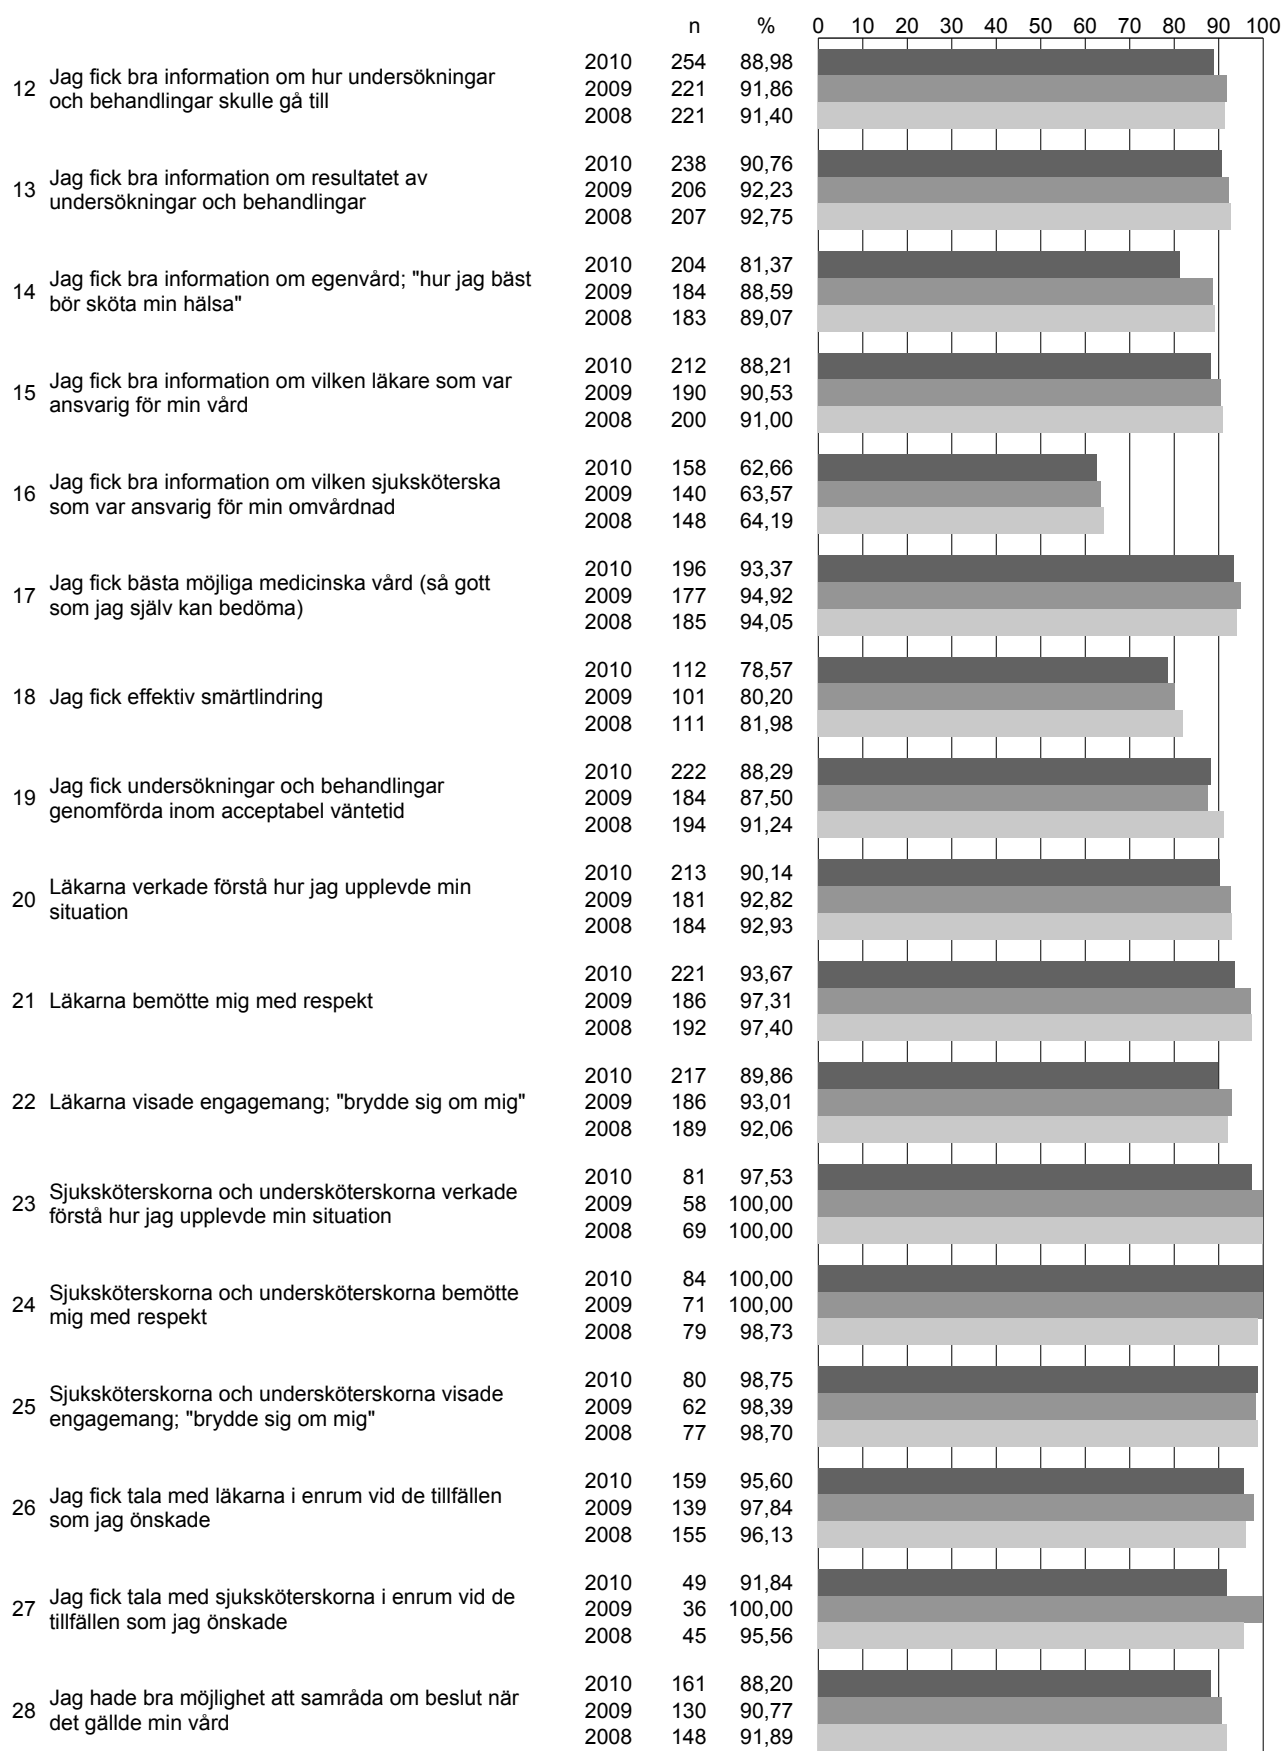 n % 0 10 20 30 40 50 60 70 80 90 100
2010 254 88,98
12 Jag fick bra information om hur undersökningar
och behandlingar skulle gå till
2009 221 91,86
2008 221 91,40
2010 238 90,76
13 Jag fick bra information om resultatet av
undersökningar och behandlingar
2009 206 92,23
2008 207 92,75
2010 204 81,37
14 Jag fick bra information om egenvård; "hur jag bäst
bör sköta min hälsa"
2009 184 88,59
2008 183 89,07
2010 212 88,21
15 Jag fick bra information om vilken läkare som var
ansvarig för min vård
2009 190 90,53
2008 200 91,00
2010 158 62,66
16 Jag fick bra information om vilken sjuksköterska
som var ansvarig för min omvårdnad
2009 140 63,57
2008 148 64,19
2010 196 93,37
17 Jag fick bästa möjliga medicinska vård (så gott
som jag själv kan bedöma)
2009 177 94,92
2008 185 94,05
2010 112 78,57
18 Jag fick effektiv smärtlindring
2009 101 80,20
2008 111 81,98
2010 222 88,29
19 Jag fick undersökningar och behandlingar
genomförda inom acceptabel väntetid
2009 184 87,50
2008 194 91,24
2010 213 90,14
20 Läkarna verkade förstå hur jag upplevde min
situation
2009 181 92,82
2008 184 92,93
2010 221 93,67
21 Läkarna bemötte mig med respekt
2009 186 97,31
2008 192 97,40
2010 217 89,86
22 Läkarna visade engagemang; "brydde sig om mig"
2009 186 93,01
2008 189 92,06
2010 81 97,53
23 Sjuksköterskorna och undersköterskorna verkade
förstå hur jag upplevde min situation
2009 58 100,00
2008 69 100,00
2010 84 100,00
24 Sjuksköterskorna och undersköterskorna bemötte
mig med respekt
2009 71 100,00
2008 79 98,73
2010 80 98,75
25 Sjuksköterskorna och undersköterskorna visade
engagemang; "brydde sig om mig"
2009 62 98,39
2008 77 98,70
2010 159 95,60
26 Jag fick tala med läkarna i enrum vid de tillfällen
som jag önskade
2009 139 97,84
2008 155 96,13
2010 49 91,84
27 Jag fick tala med sjuksköterskorna i enrum vid de
tillfällen som jag önskade
2009 36 100,00
2008 45 95,56
2010 161 88,20
28 Jag hade bra möjlighet att samråda om beslut när
det gällde min vård
2009 130 90,77
2008 148 91,89